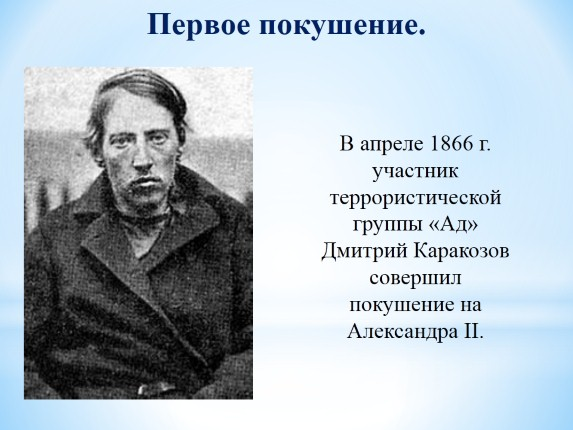 Первое покушение.
В апреле 1866 г.
участник
террористической
группы «Ад»
Дмитрий Каракозов
совершил
покушение на
Александра II.